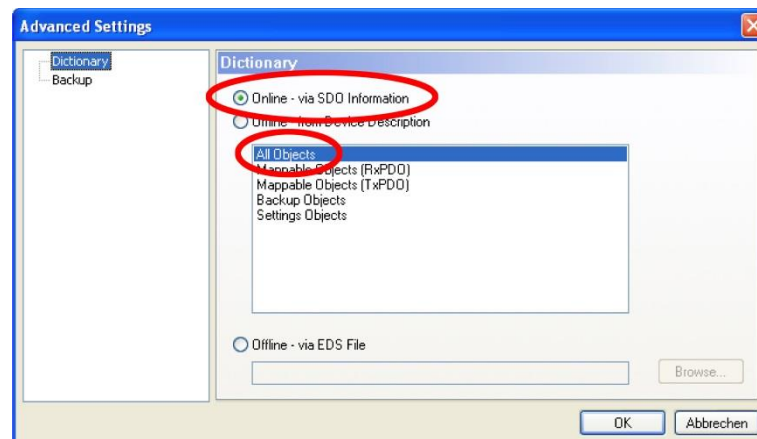 Advanced Settings
Dictionary
Backup
Dictionary
Online - via SDO Information
Offline - from Device Description
All Objects
Mappable Objects (RxPDO)
Mappable Objects (TxPDO)
Backup Objects
Settings Objects
Offline - via EDS File
Browse...
OK
Abbrechen